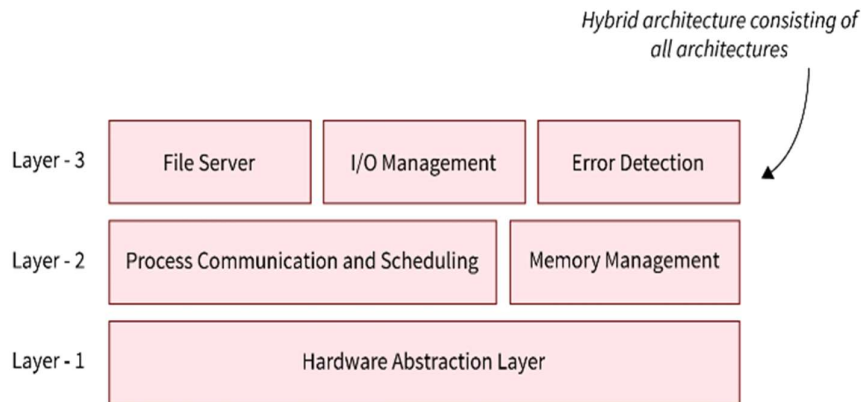 Hybrid architecture consisting of
all architectures
Layer - 3
File Server
I/O Management
Error Detection
Layer - 2
Process Communication and Scheduling
Memory Management
Layer - 1
Hardware Abstraction Layer